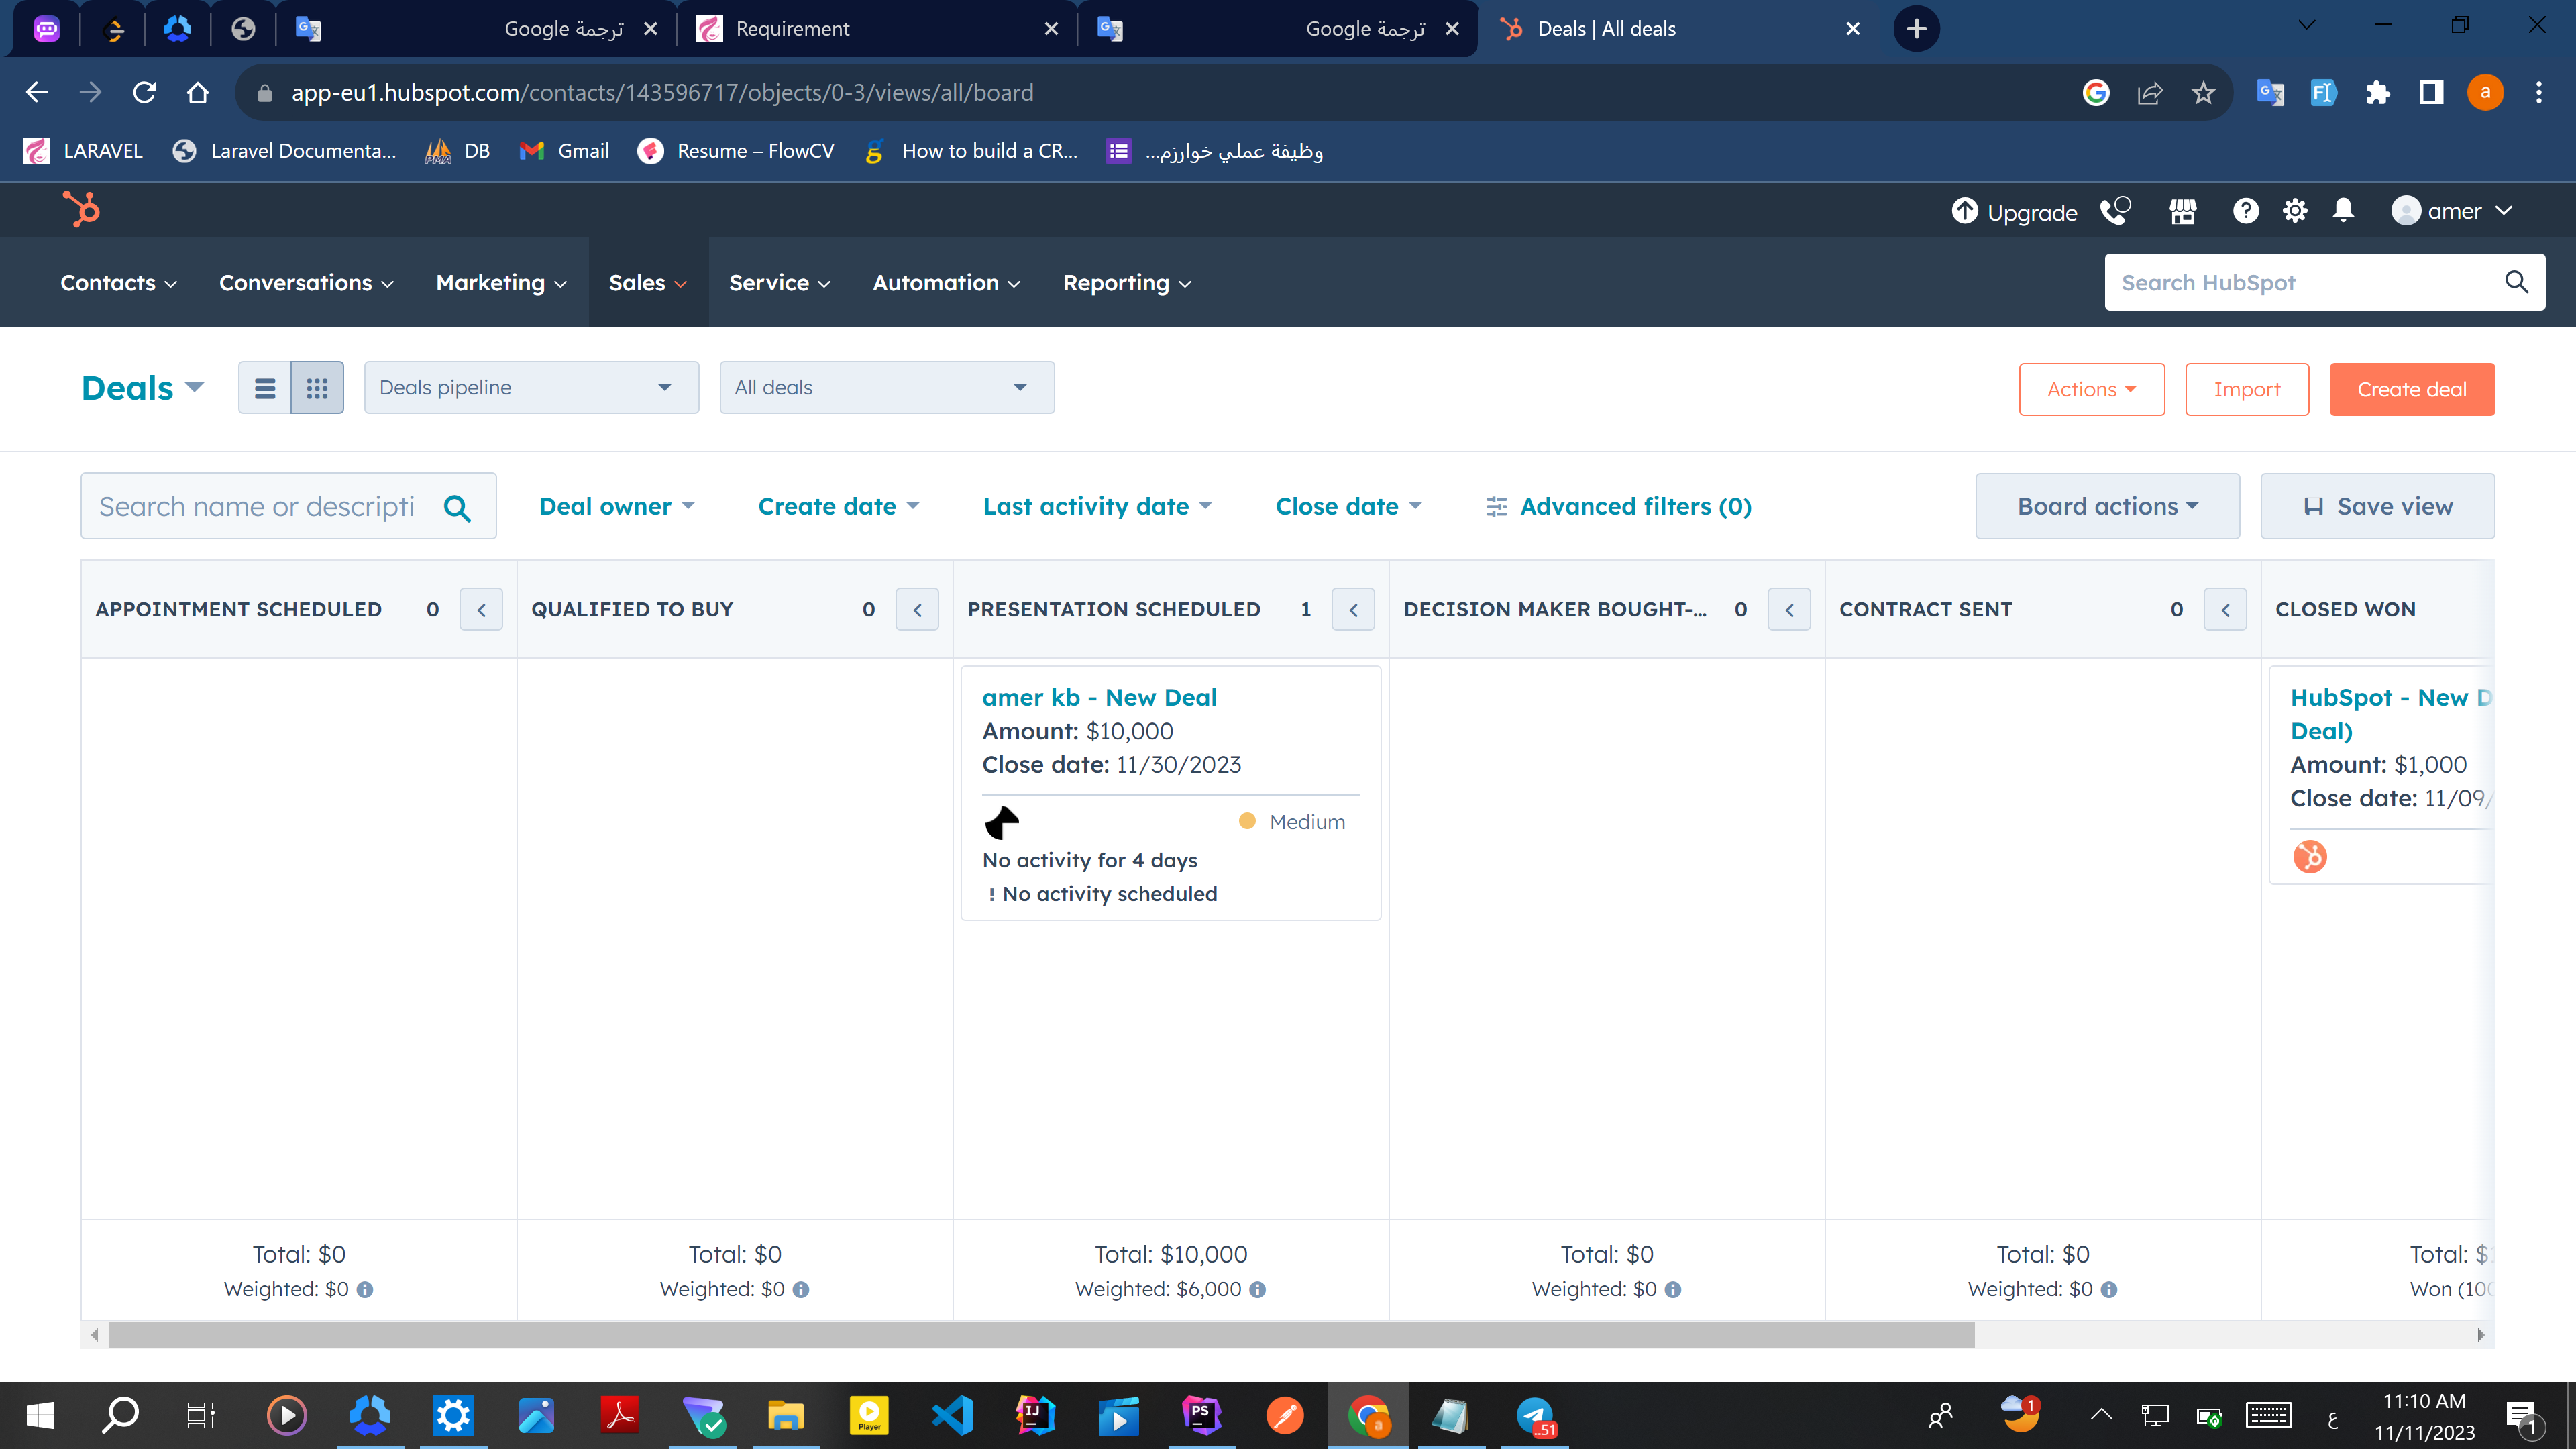 ترجمة Google
Requirement
ترجمة Google
Deals | All deals
app-eu1.hubspot.com/contacts/143596717/objects/0-3/views/all/board
LARAVEL
Laravel Documenta...
DB
Gmail
Resume – FlowCV
How to build a CR...
وظيفة عملي خوارزم...
Upgrade
amer
Contacts
Conversations
Marketing
Sales
Service
Automation
Reporting
Search HubSpot
Deals
Deals pipeline
All deals
Actions
Import
Create deal
Search name or descripti
Deal owner
Create date
Last activity date
Close date
Advanced filters (0)
Board actions
Save view
APPOINTMENT SCHEDULED 0
QUALIFIED TO BUY 0
PRESENTATION SCHEDULED 1
DECISION MAKER BOUGHT-... 0
CONTRACT SENT 0
CLOSED WON
amer kb - New Deal
Amount: $10,000
Close date: 11/30/2023
Medium
No activity for 4 days
No activity scheduled
HubSpot - New D
Deal)
Amount: $1,000
Close date: 11/09/
Total: $0
Weighted: $0
Total: $0
Weighted: $0
Total: $10,000
Weighted: $6,000
Total: $0
Weighted: $0
Total: $0
Weighted: $0
Total: $
Won (100
PMA
a
Player
IJ
PS
a
..51
1
ع
11:10 AM
11/11/2023
1